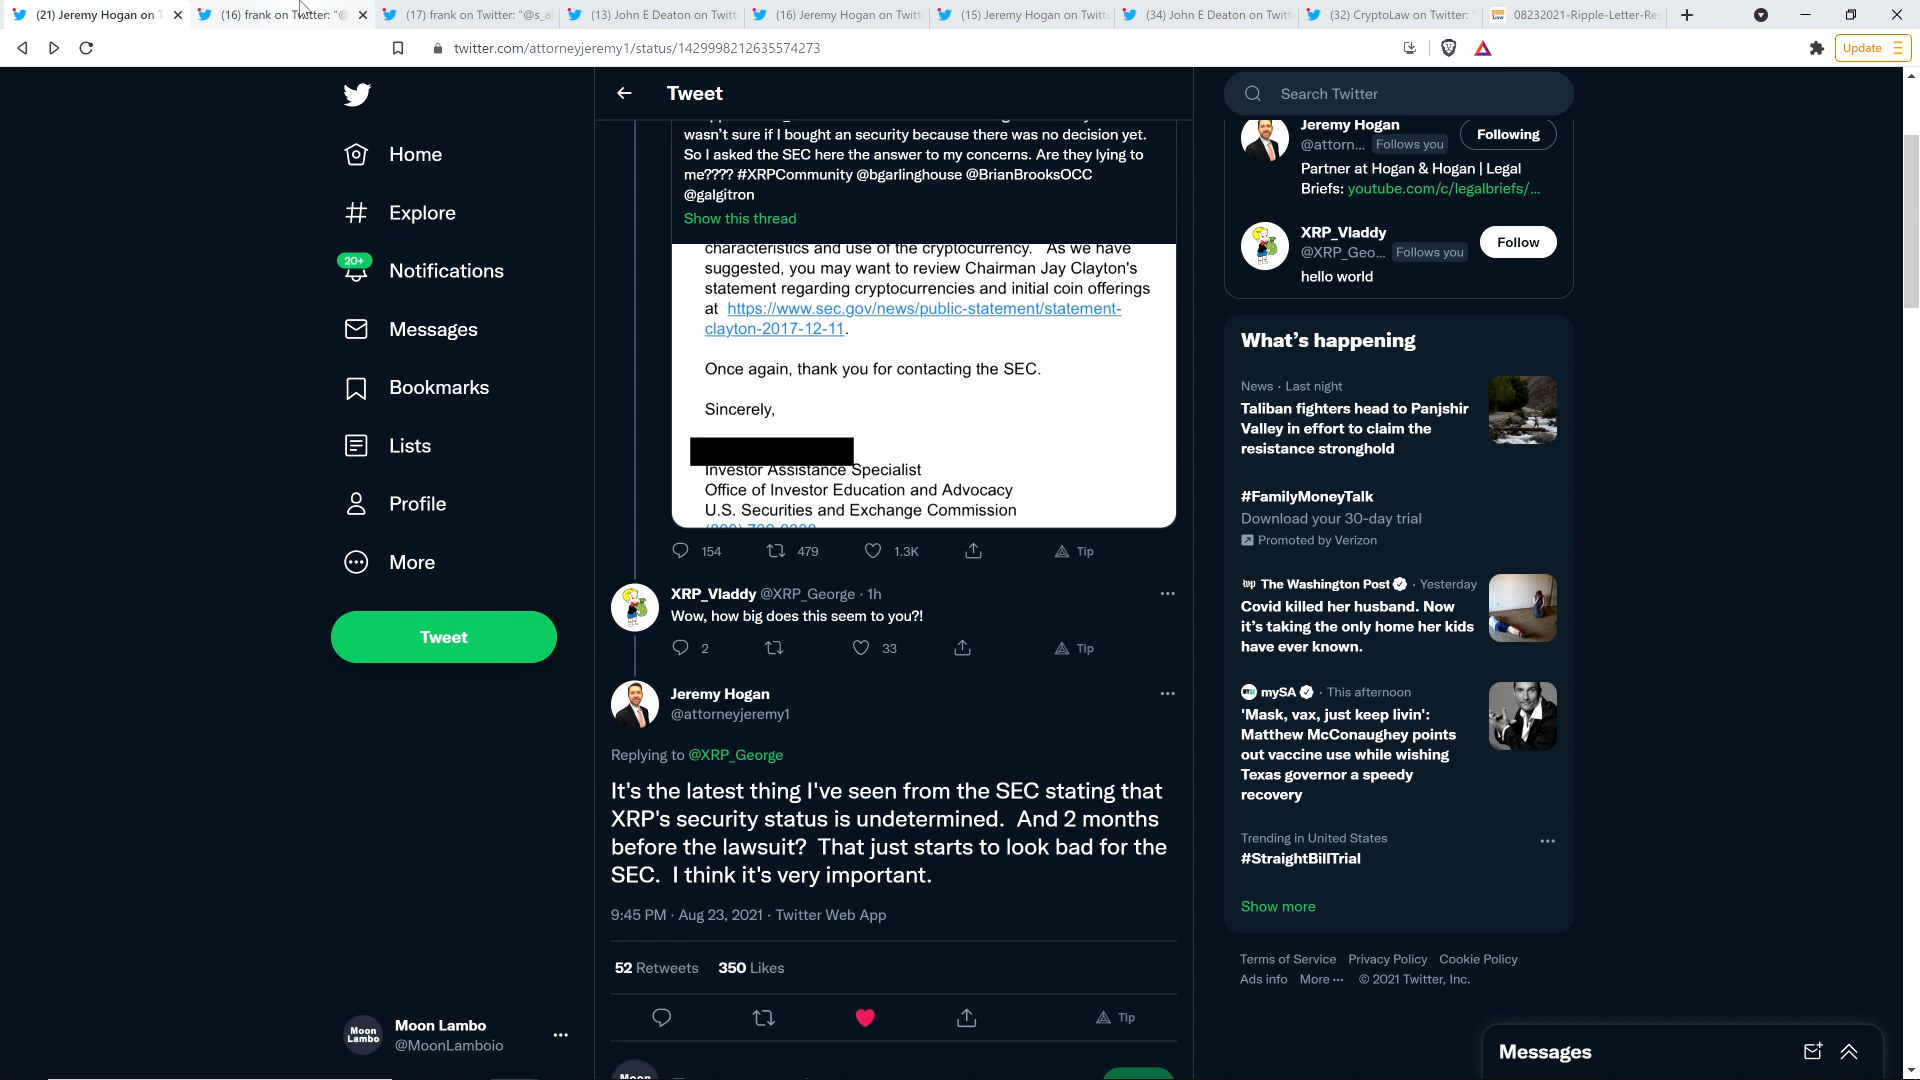 (21) Jeremy Hogan on T
(16) frank on Twitter: "@
(17) frank on Twitter: "@s_al
(13) John E Deaton on Twitt
(16) Jeremy Hogan on Twitte
(15) Jeremy Hogan on Twitte
(34) John E Deaton on Twitt
(32) CryptoLaw on Twitter: "
08232021-Ripple-Letter-Res
twitter.com/attorneyjeremy1/status/1429998212635574273
Update
Home
Explore
20+
Notifications
Messages
Bookmarks
Lists
Profile
More
Tweet
Moon Lambo
Moon Lambo
@MoonLamboio
Tweet
wasn't sure if I bought an security because there was no decision yet.
So I asked the SEC here the answer to my concerns. Are they lying to
me???? #XRPCommunity @bgarlinghouse @BrianBrooksOCC
@galgitron
Show this thread
characteristics and use of the cryptocurrency. As we have
suggested, you may want to review Chairman Jay Clayton's
statement regarding cryptocurrencies and initial coin offerings
at https://www.sec.gov/news/public-statement/statement-
clayton-2017-12-11.
Once again, thank you for contacting the SEC.
Sincerely,
Investor Assistance Specialist
Office of Investor Education and Advocacy
U.S. Securities and Exchange Commission
154 479 1.3K Tip
XRP_Vladdy @XRP_George · 1h
Wow, how big does this seem to you?!
2 33 Tip
Jeremy Hogan
@attorneyjeremy1
Replying to @XRP_George
It's the latest thing I've seen from the SEC stating that
XRP's security status is undetermined. And 2 months
before the lawsuit? That just starts to look bad for the
SEC. I think it's very important.
9:45 PM · Aug 23, 2021 · Twitter Web App
52 Retweets 350 Likes
Tip
Moon
Search Twitter
Jeremy Hogan
@attorn... Follows you
Following
Partner at Hogan & Hogan | Legal
Briefs: youtube.com/c/legalbriefs/...
XRP_Vladdy
@XRP_Geo... Follows you
Follow
hello world
What's happening
News · Last night
Taliban fighters head to Panjshir
Valley in effort to claim the
resistance stronghold
#FamilyMoneyTalk
Download your 30-day trial
Promoted by Verizon
The Washington Post · Yesterday
Covid killed her husband. Now
it's taking the only home her kids
have ever known.
mySA · This afternoon
'Mask, vax, just keep livin':
Matthew McConaughey points
out vaccine use while wishing
Texas governor a speedy
recovery
Trending in United States
#StraightBillTrial
Show more
Terms of Service Privacy Policy Cookie Policy
Ads info More ··· © 2021 Twitter, Inc.
Messages